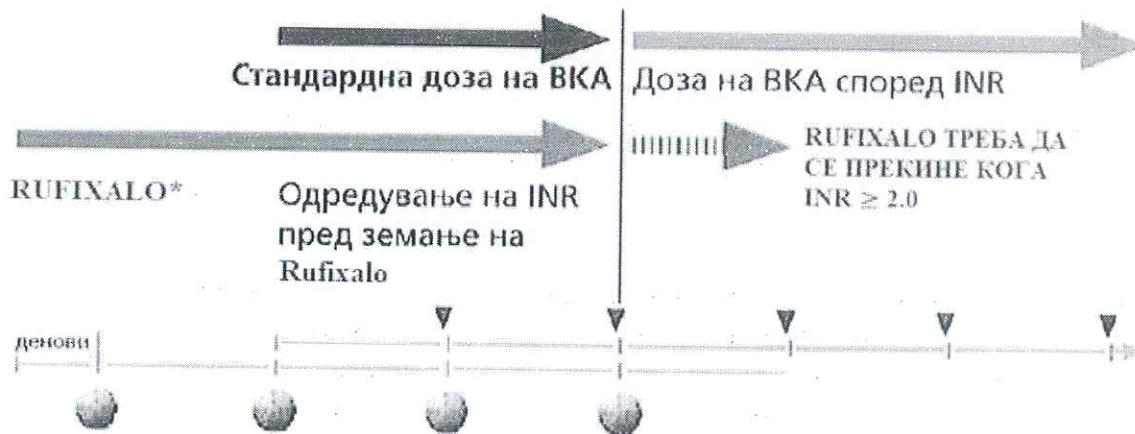 Стандардна доза на ВКА
Доза на ВКА според INR
RUFIXALO ТРЕБА ДА
СЕ ПРЕКИНЕ КОГА
INR ≥ 2.0
RUFIXALO*
Одредување на INR
пред земање на
Rufixalo
денови